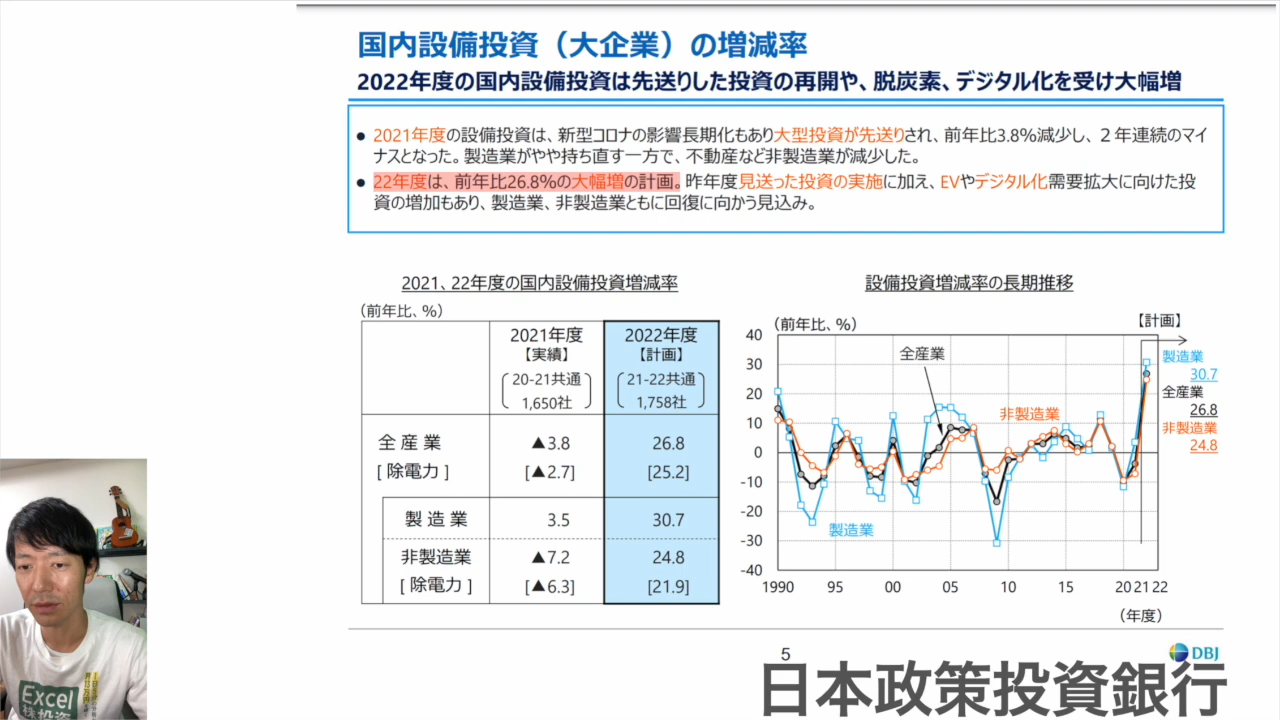 国内設備投資（大企業）の増減率
2022年度の国内設備投資は先送りした投資の再開や、脱炭素、デジタル化を受け大幅増
● 2021年度の設備投資は、新型コロナの影響長期化もあり大型投資が先送りされ、前年比3.8%減少し、２年連続のマイ
ナスとなった。製造業がやや持ち直す一方で、不動産など非製造業が減少した。
● 22年度は、前年比26.8%の大幅増の計画。昨年度見送った投資の実施に加え、EVやデジタル化需要拡大に向けた投
資の増加もあり、製造業、非製造業ともに回復に向かう見込み。
2021、22年度の国内設備投資増減率
（前年比、%）
2021年度 2022年度
【実績】 【計画】
20-21共通 21-22共通
1,650社 1,758社
全産業 ▲3.8 26.8
[除電力] [▲2.7] [25.2]
製造業 3.5 30.7
非製造業 ▲7.2 24.8
[除電力] [▲6.3] [21.9]
設備投資増減率の長期推移
（前年比、%）
【計画】
40
30
20
10
0
-10
-20
-30
-40
全産業
非製造業
製造業
製造業
30.7
全産業
26.8
非製造業
24.8
1990 95 00 05 10 15 20 21 22
（年度）
5
DBJ
日本政策投資銀行
Excel
株投資